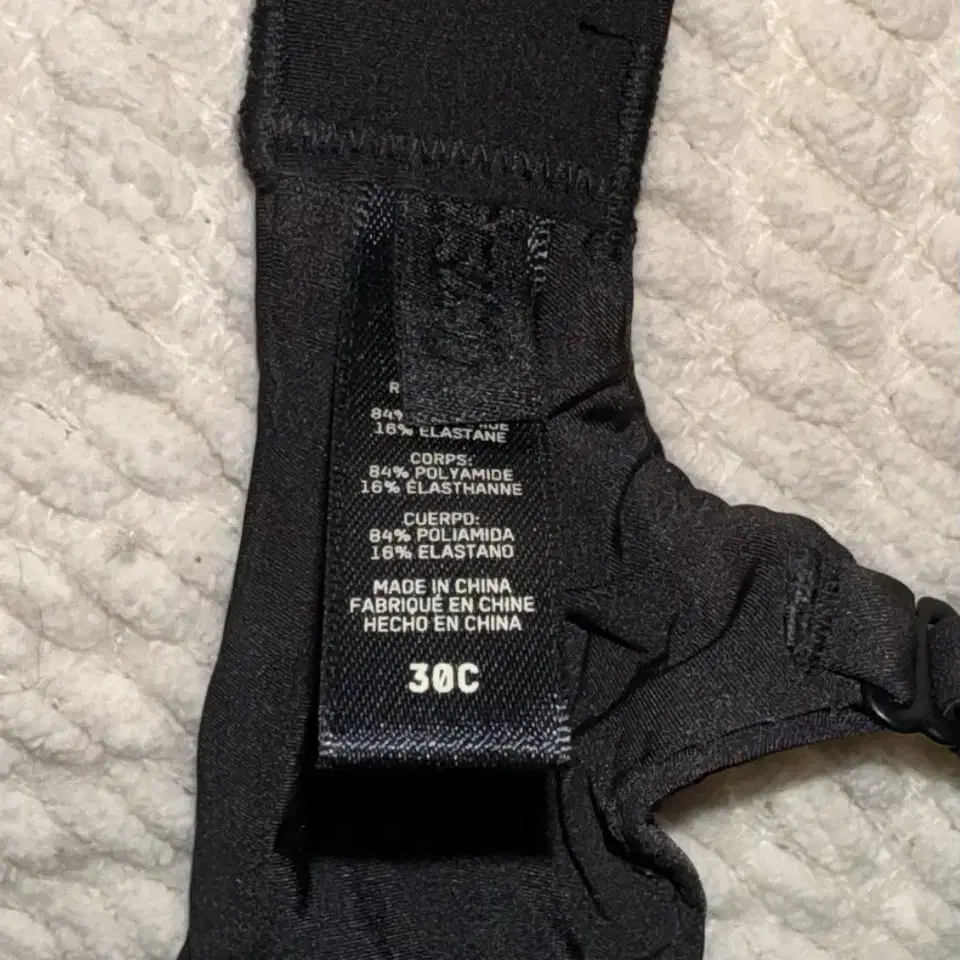 84%
16% ELASTANE
CORPS:
84% POLYAMIDE
16% ÉLASTHANNE
CUERPO:
84% POLIAMIDA
16% ELASTANO
MADE IN CHINA
FABRIQUÉ EN CHINE
HECHO EN CHINA
30C